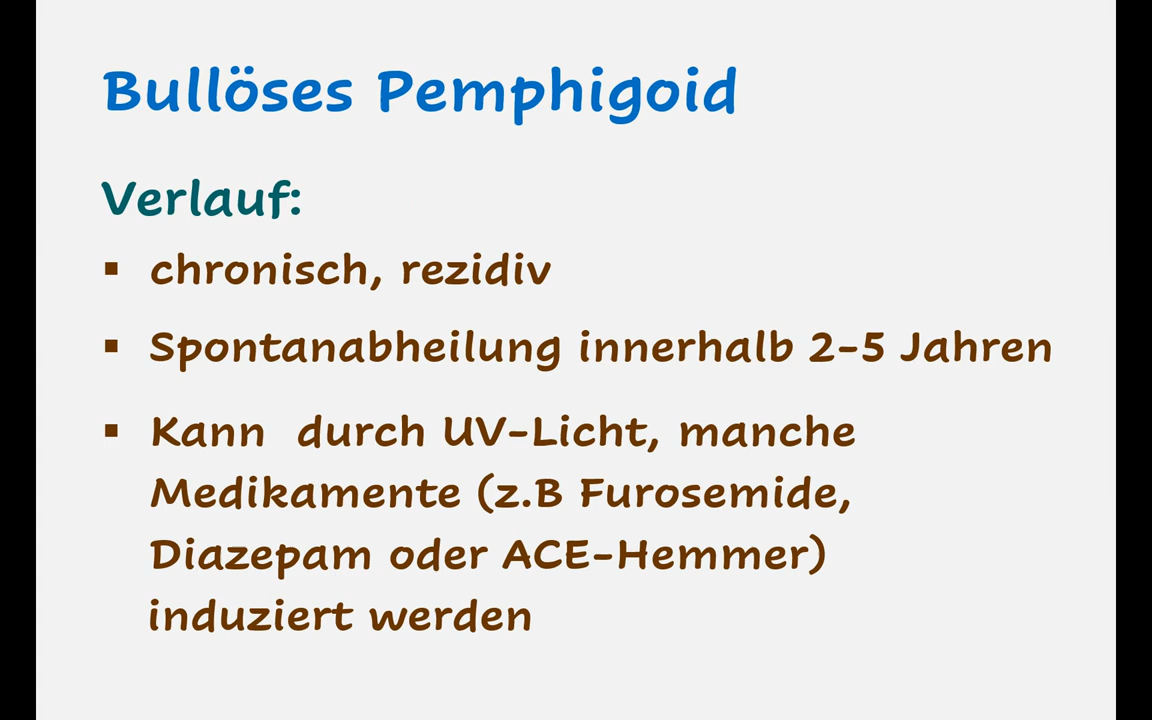 Bullöses Pemphigoid
Verlauf:
▪ chronisch, rezidiv
▪ Spontanabheilung innerhalb 2-5 Jahren
▪ Kann durch UV-Licht, manche
Medikamente (z.B Furosemide,
Diazepam oder ACE-Hemmer)
induziert werden